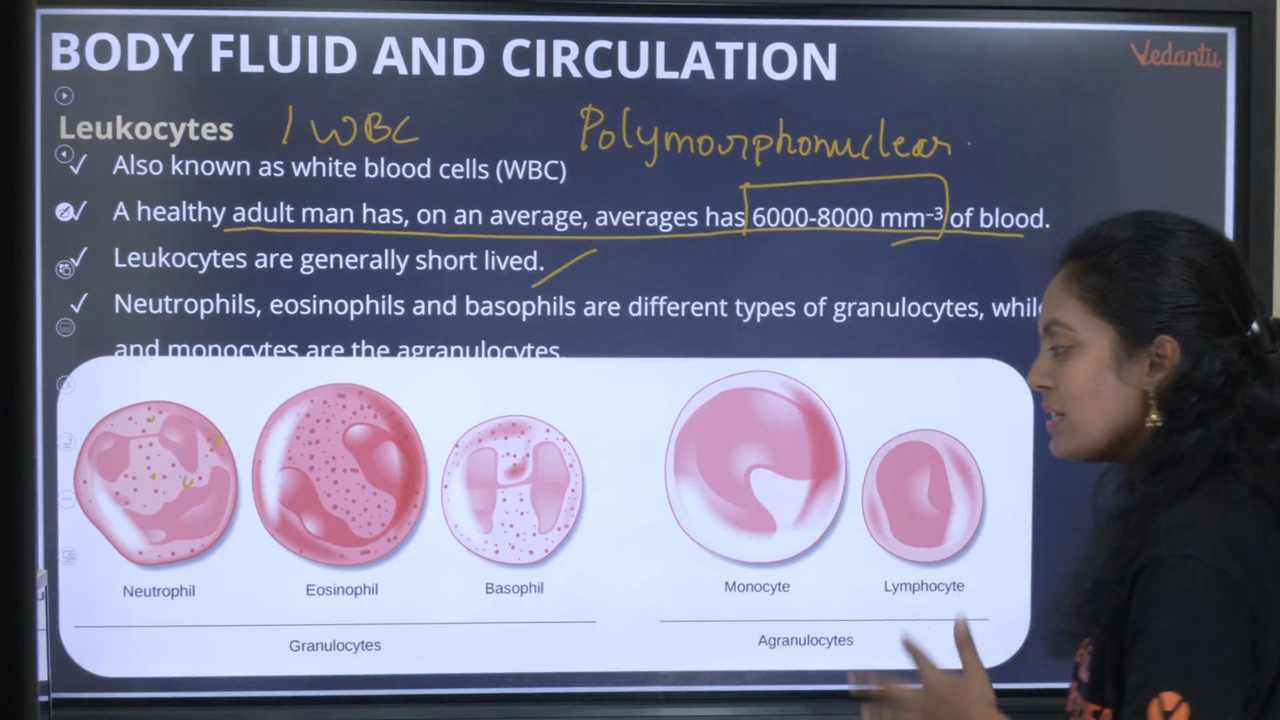 BODY FLUID AND CIRCULATION
Vedantu
Leukocytes / WBC Polymorphonuclear
✓ Also known as white blood cells (WBC)
✓ A healthy adult man has, on an average, averages has 6000-8000 mm⁻³ of blood.
✓ Leukocytes are generally short lived.
✓ Neutrophils, eosinophils and basophils are different types of granulocytes, while
and monocytes are the agranulocytes.
Neutrophil Eosinophil Basophil Monocyte Lymphocyte
Granulocytes Agranulocytes